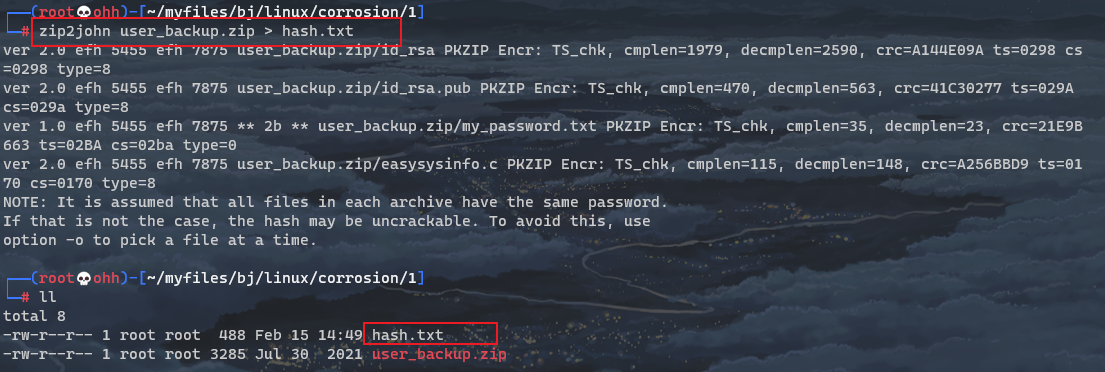 ┌──(root💀ohh)-[~/myfiles/bj/linux/corrosion/1]
└─# zip2john user_backup.zip > hash.txt
ver 2.0 efh 5455 efh 7875 user_backup.zip/id_rsa PKZIP Encr: TS_chk, cmplen=1979, decmplen=2590, crc=A144E09A ts=0298 cs
=0298 type=8
ver 2.0 efh 5455 efh 7875 user_backup.zip/id_rsa.pub PKZIP Encr: TS_chk, cmplen=470, decmplen=563, crc=41C30277 ts=029A
cs=029a type=8
ver 1.0 efh 5455 efh 7875 ** 2b ** user_backup.zip/my_password.txt PKZIP Encr: TS_chk, cmplen=35, decmplen=23, crc=21E9B
663 ts=02BA cs=02ba type=0
ver 2.0 efh 5455 efh 7875 user_backup.zip/easysysinfo.c PKZIP Encr: TS_chk, cmplen=115, decmplen=148, crc=A256BBD9 ts=01
70 cs=0170 type=8
NOTE: It is assumed that all files in each archive have the same password.
If that is not the case, the hash may be uncrackable. To avoid this, use
option -o to pick a file at a time.
┌──(root💀ohh)-[~/myfiles/bj/linux/corrosion/1]
└─# ll
total 8
-rw-r--r-- 1 root root  488 Feb 15 14:49 hash.txt
-rw-r--r-- 1 root root 3285 Jul 30  2021 user_backup.zip